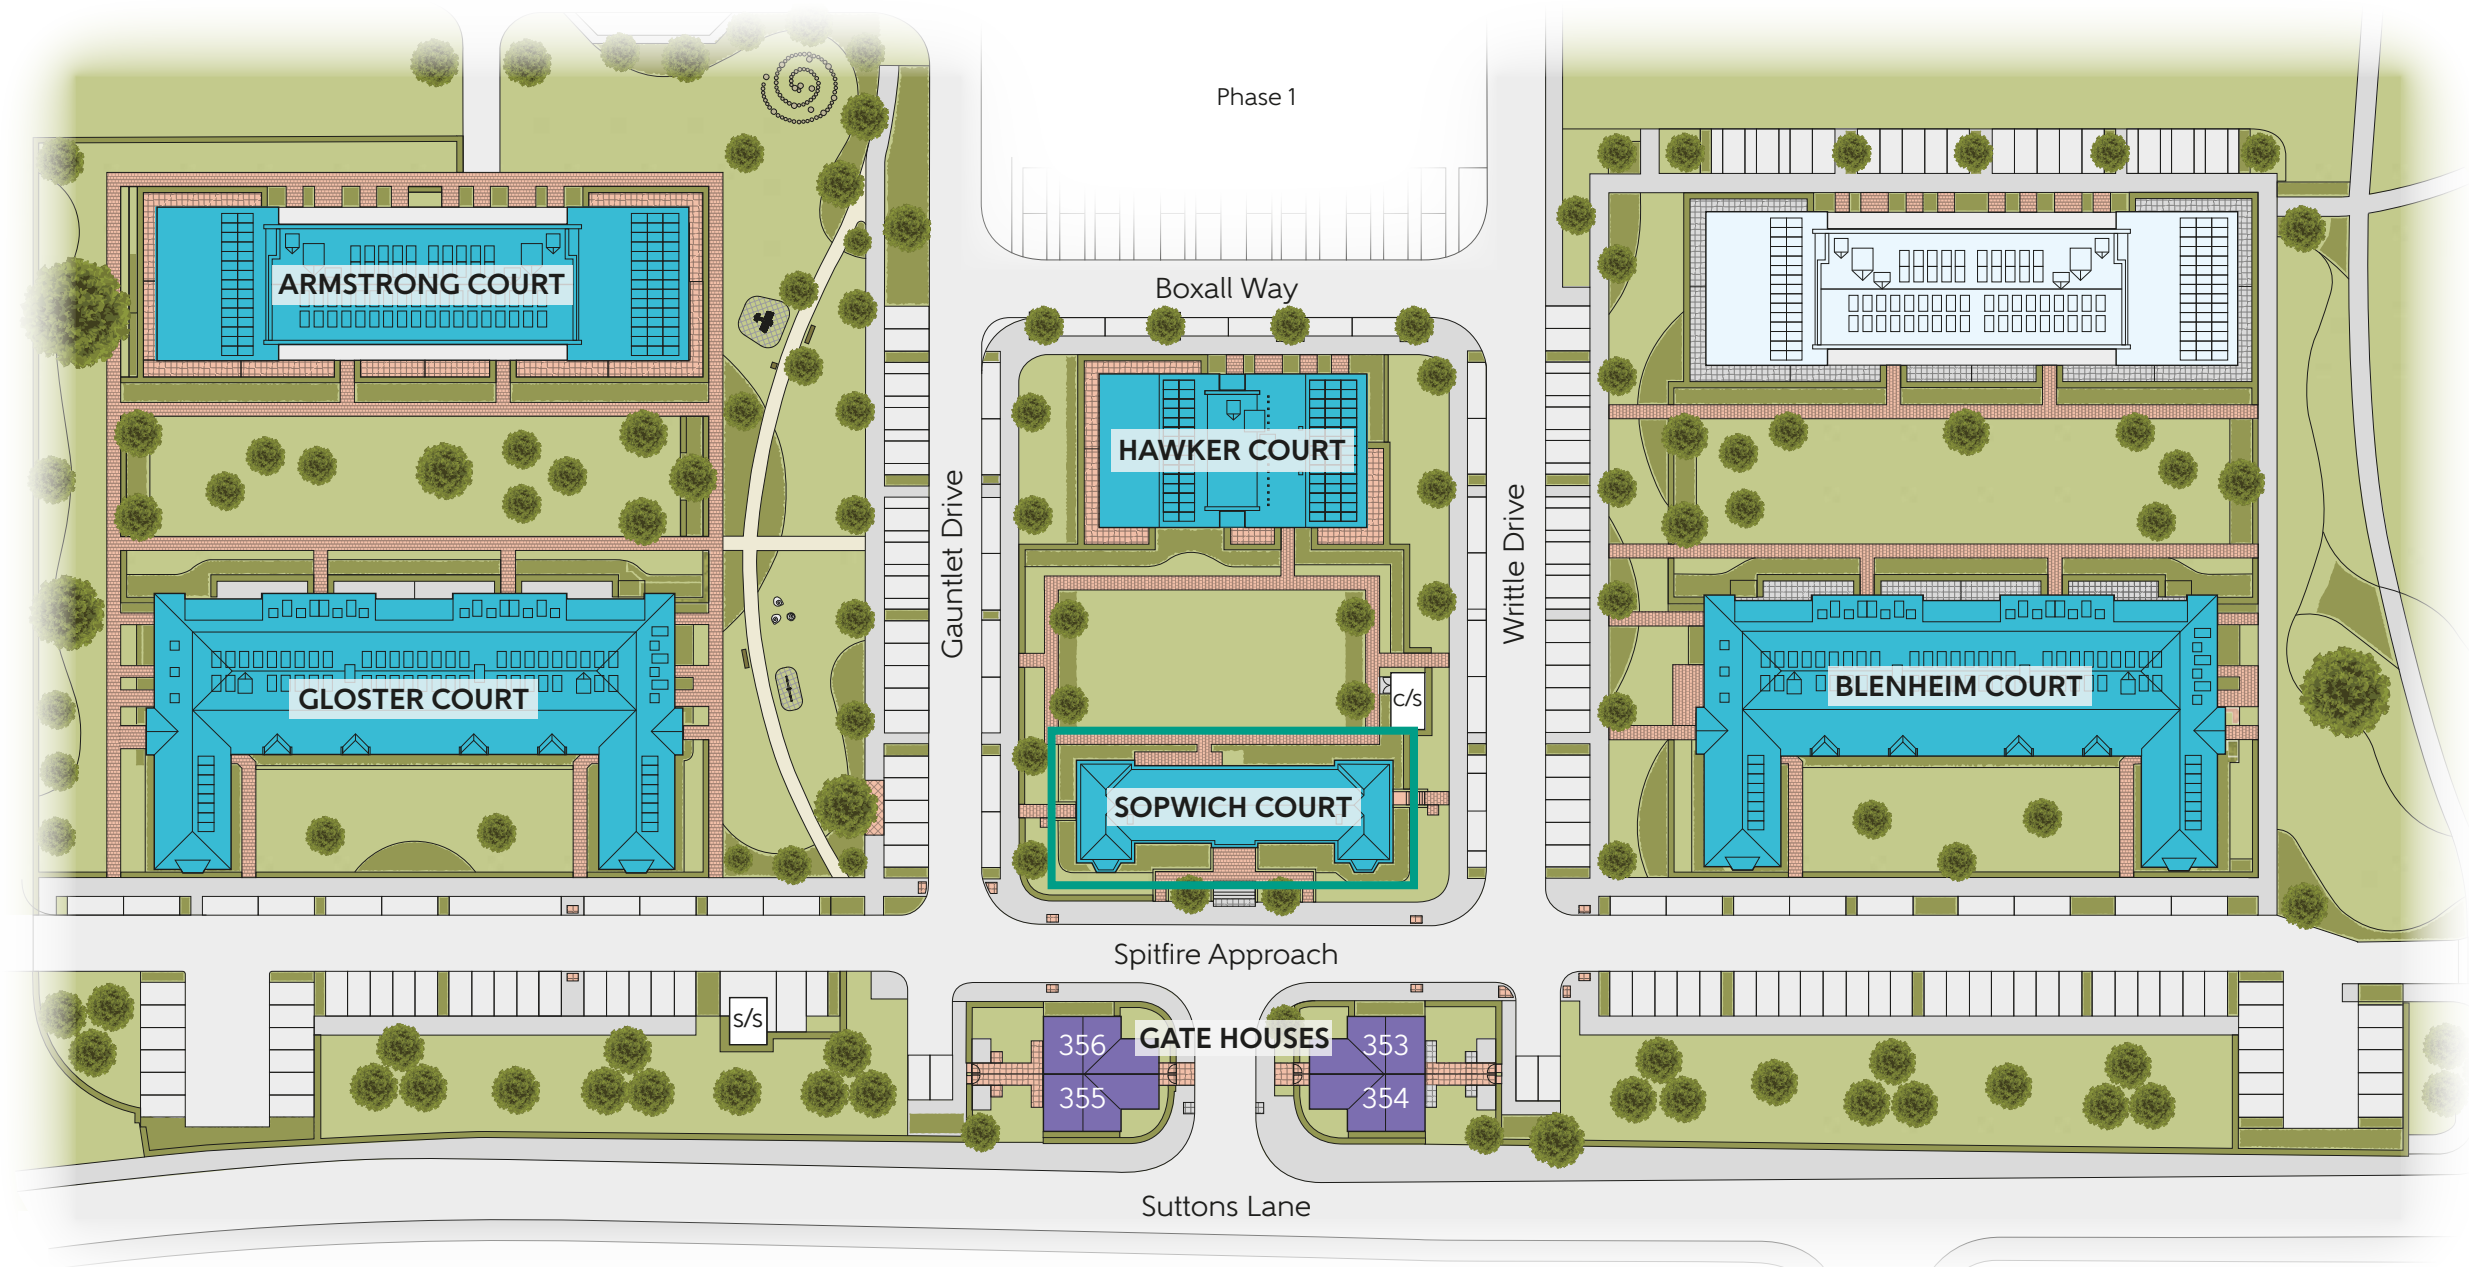 Phase 1
ARMSTRONG COURT
Boxall Way
HAWKER COURT
Gauntlet Drive
Writtle Drive
GLOSTER COURT
BLENHEIM COURT
c/s
SOPWICH COURT
Spitfire Approach
s/s
GATE HOUSES
356
353
355
354
Suttons Lane